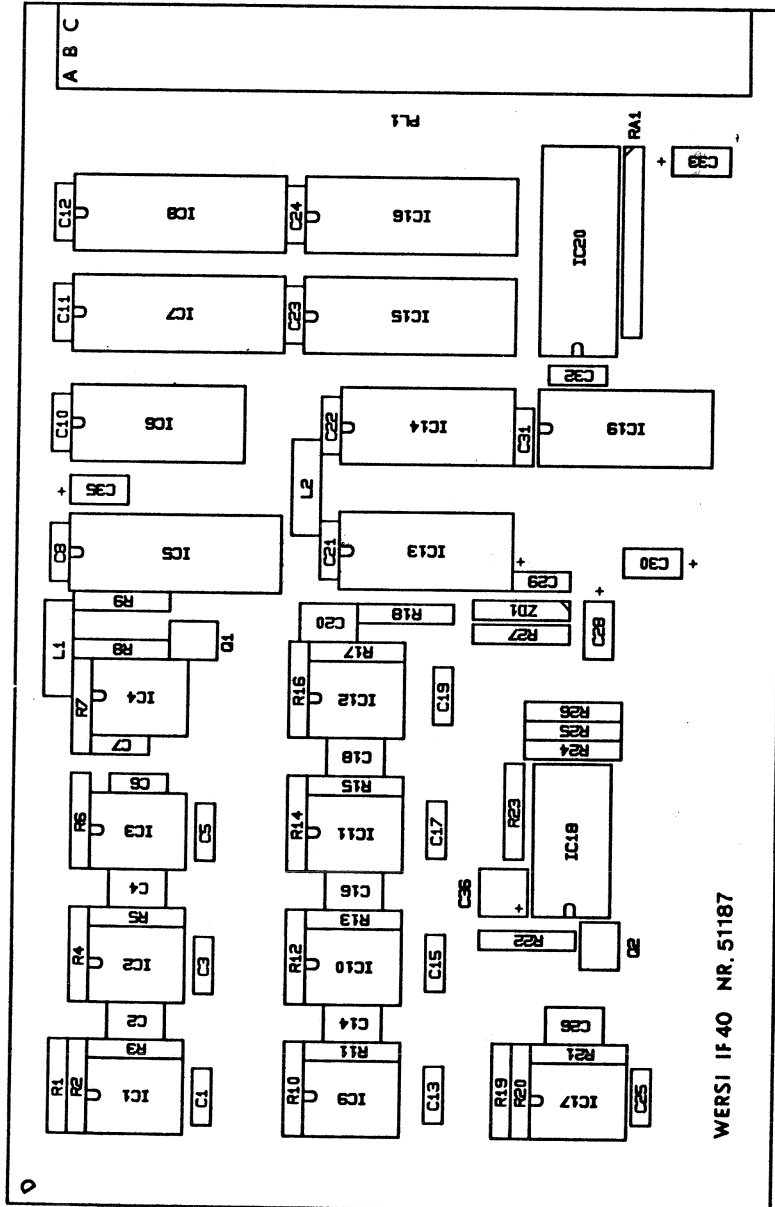 A B C
PL1
RA1
+
C33
C12
IC8
C24
IC16
IC20
C11
IC7
C23
IC15
C32
C10
IC6
C22
IC14
C31
IC19
L2
+
C35
C8
IC5
C21
IC13
+
C29
C30
+
R9
L1
R8
Q1
C20
R18
ZD1
R27
+
C28
R7
IC4
C7
R17
R16
IC12
C19
C18
R26
R25
R24
C6
R6
IC3
C5
R15
R14
IC11
C17
R23
IC18
C4
C16
C36
+
R5
R4
IC2
C3
R13
R12
IC10
C15
R22
Q2
C2
C14
C26
R3
R1
R2
IC1
C1
R11
R10
IC9
C13
R21
R19
R20
IC17
C25
WERSI IF40 NR. 51187
D